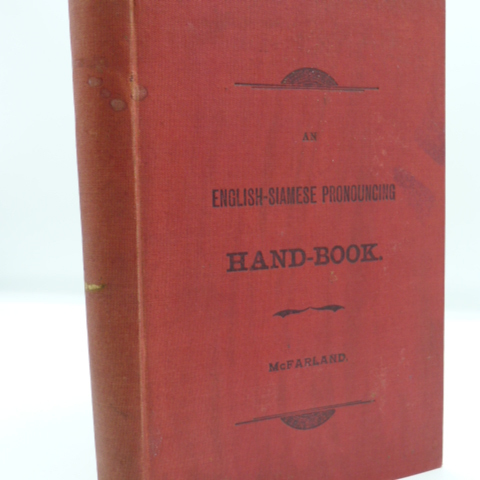 AN
ENGLISH-SIAMESE PRONOUNCING
HAND-BOOK.
McFARLAND.